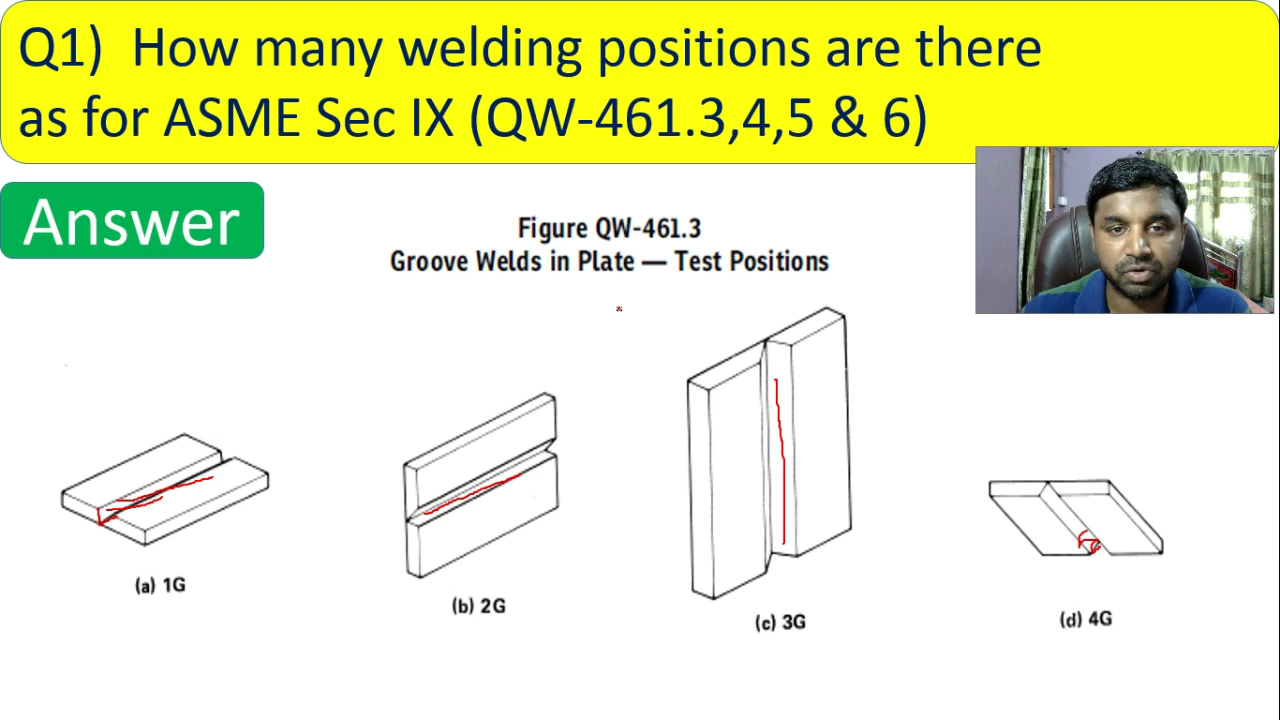 Q1) How many welding positions are there
as for ASME Sec IX (QW-461.3,4,5 & 6)
Answer
Figure QW-461.3
Groove Welds in Plate — Test Positions
(a) 1G
(b) 2G
(c) 3G
(d) 4G